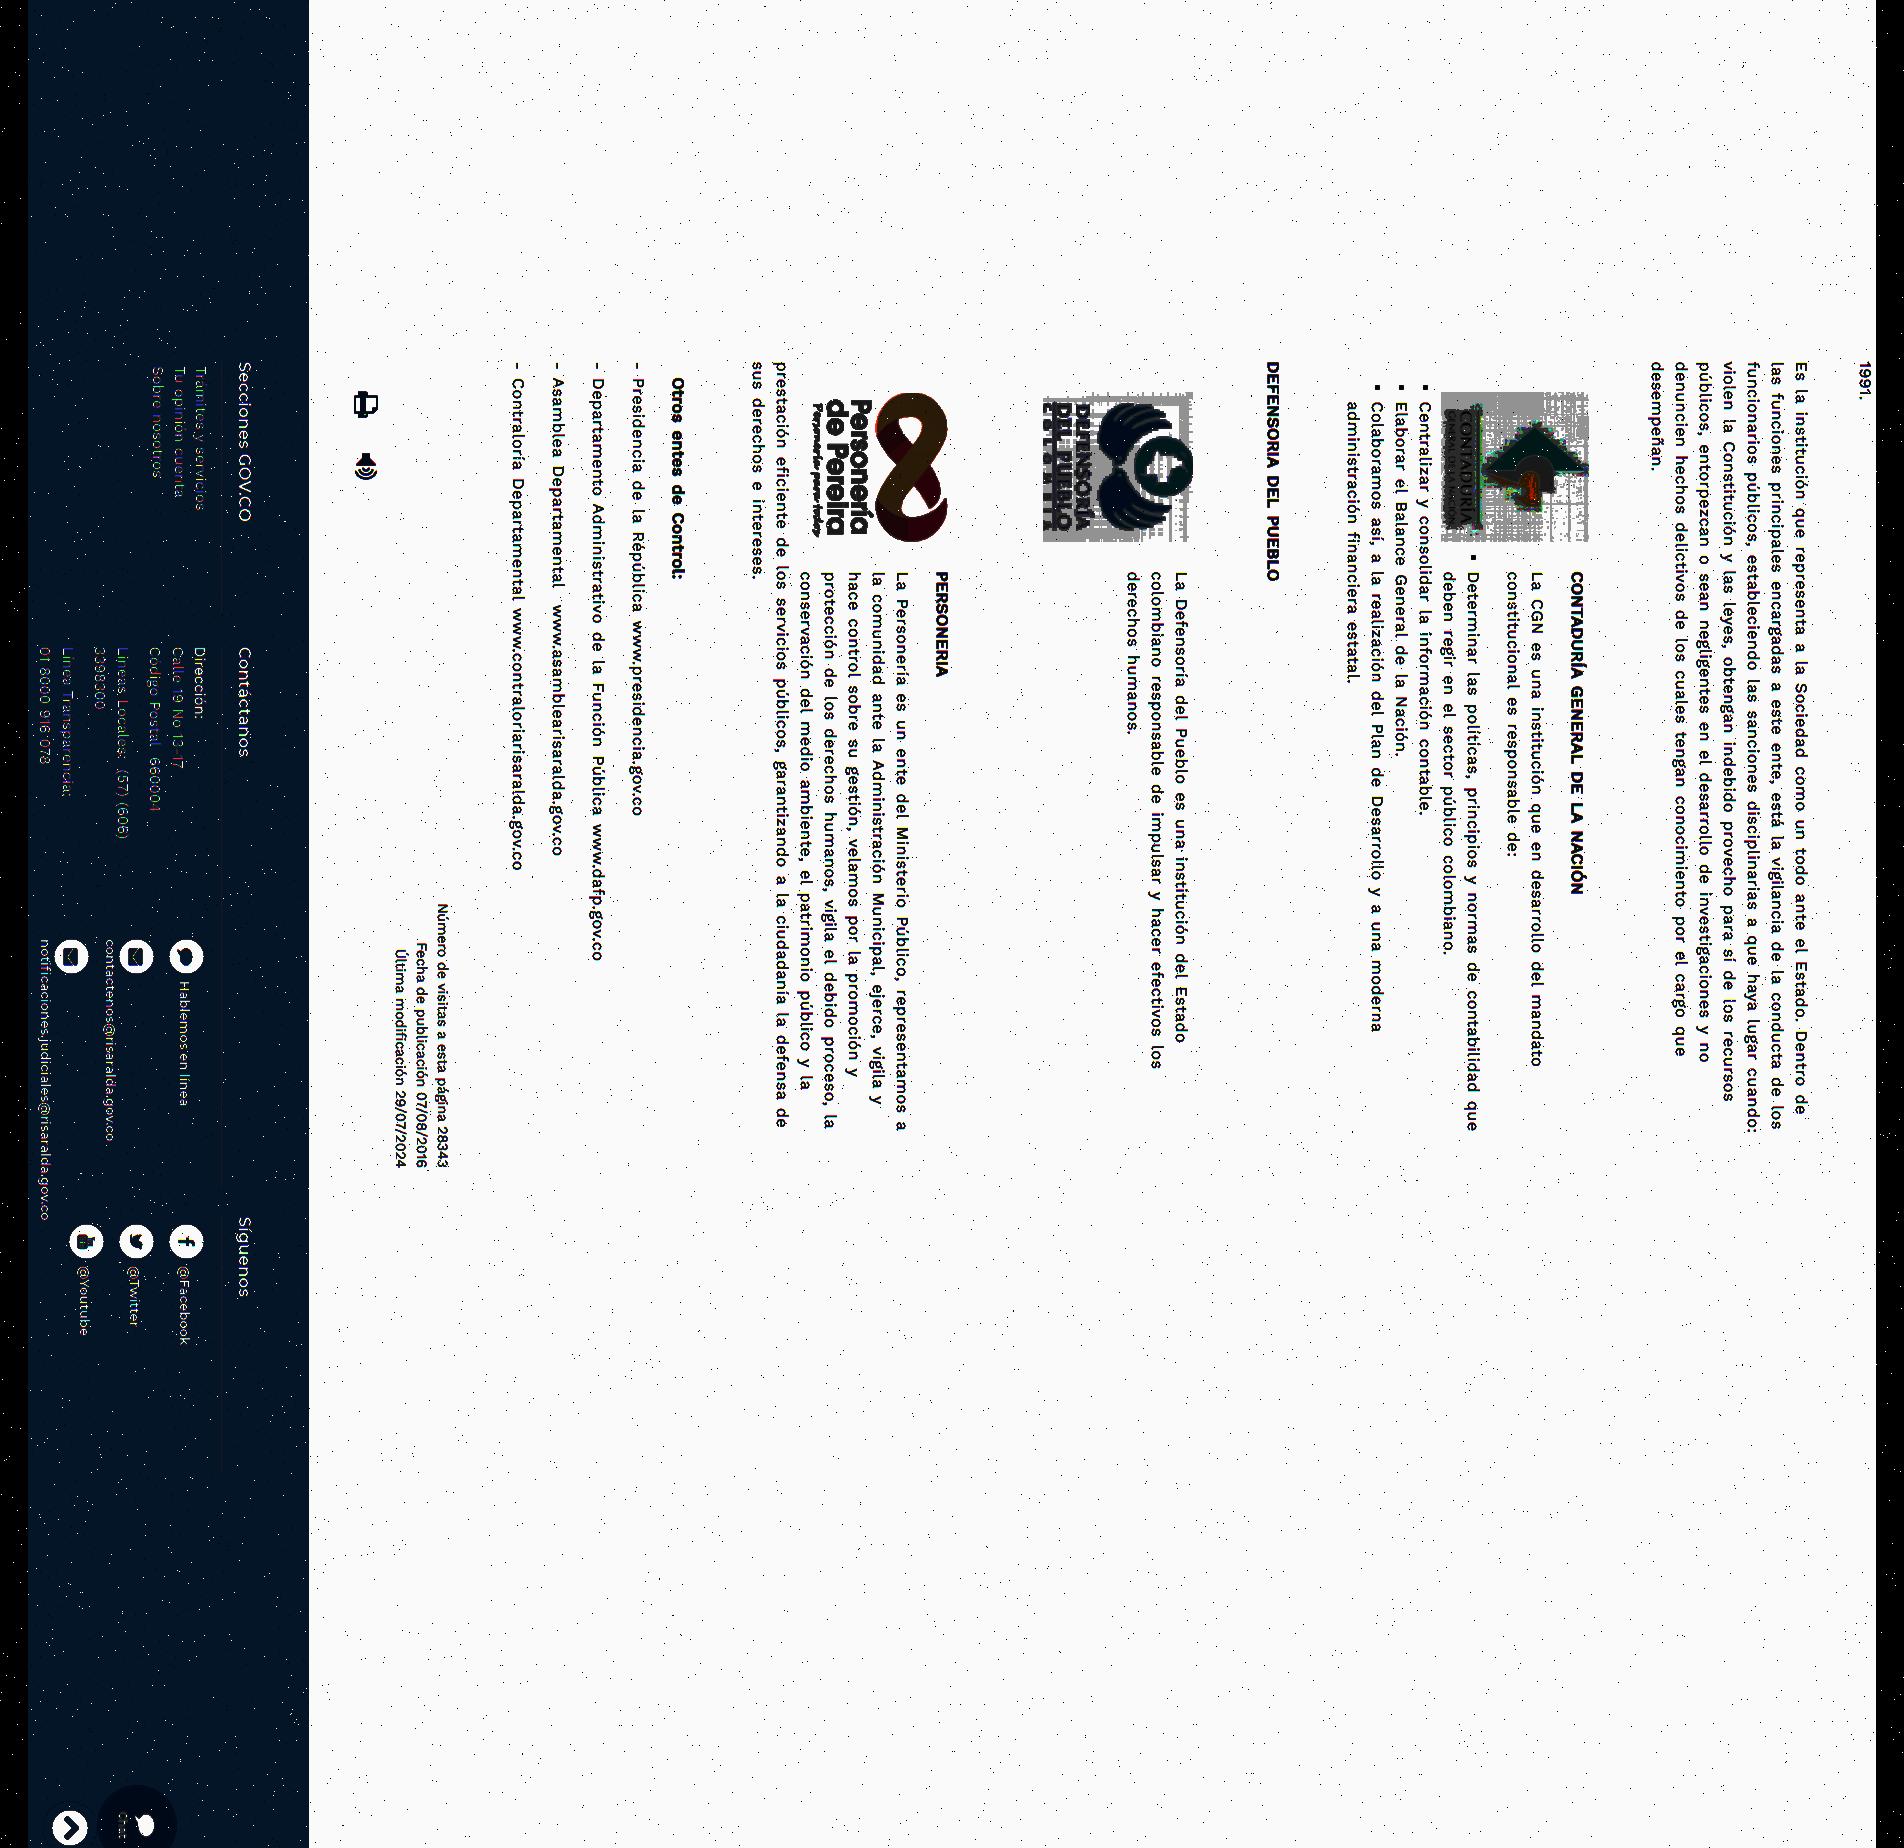 1991.
Es la institución que representa a la Sociedad como un todo ante el Estado. Dentro de
las funciones principales encargadas a este ente, está la vigilancia de la conducta de los
funcionarios públicos, estableciendo las sanciones disciplinarias a que haya lugar cuando:
violen la Constitución y las leyes, obtengan indebido provecho para si de los recursos
públicos, entorpezcan o sean negligentes en el desarrollo de investigaciones y no
denuncien hechos delictivos de los cuales tengan conocimiento por el cargo que
desempeñan.
CONTADURÍA GENERAL DE LA NACIÓN
CONTADURÍA
La CGN es una institución que en desarrollo del mandato
constitucional es responsable de:
▪ Determinar las políticas, principios y normas de contabilidad que
deben regir en el sector público colombiano.
▪ Centralizar y consolidar la información contable.
▪ Elaborar el Balance General de la Nación.
▪ Colaboramos así, a la realización del Plan de Desarrollo y a una moderna
administración financiera estatal.
DEFENSORIA DEL PUEBLO
DEFENSORÍA
DEL PUEBLO
La Defensoría del Pueblo es una institución del Estado
colombiano responsable de impulsar y hacer efectivos los
derechos humanos.
PERSONERIA
Personería
de Pereira
Personería para todos
La Personería es un ente del Ministerio Público, representamos a
la comunidad ante la Administración Municipal, ejerce, vigila y
hace control sobre su gestión, velamos por la promoción y
protección de los derechos humanos, vigila el debido proceso, la
conservación del medio ambiente, el patrimonio público y la
prestación eficiente de los servicios públicos, garantizando a la ciudadanía la defensa de
sus derechos e intereses.
Otros entes de Control:
- Presidencia de la República www.presidencia.gov.co
- Departamento Administrativo de la Función Pública www.dafp.gov.co
- Asamblea Departamental www.asamblearisaralda.gov.co
- Contraloría Departamental www.contraloriarisaralda.gov.co
Número de visitas a esta página 28343
Fecha de publicación 07/08/2016
Última modificación 29/07/2024
Secciones GOV.CO
Tramites y servicios
Tu opinión cuenta
Sobre nosotros
Contáctanos
Dirección:
Calle 19 No 13-17
Código Postal 660004
Líneas Locales: (57) (606)
3398300
Línea Transparencia:
01 8000 916 078
Hablemos en línea
contactenos@risaralda.gov.co
notificaciones.judiciales@risaralda.gov.co
Síguenos
@Facebook
@Twitter
@Youtube
Chat